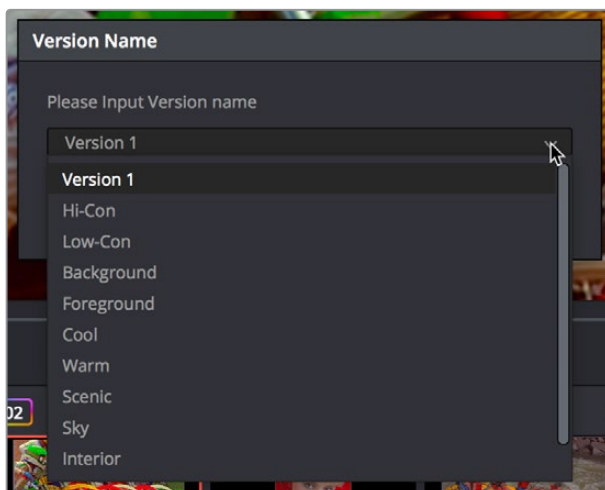 Version Name
Please Input Version name
Version 1
Version 1
Hi-Con
Low-Con
Background
Foreground
Cool
Warm
Scenic
02
Sky
Interior